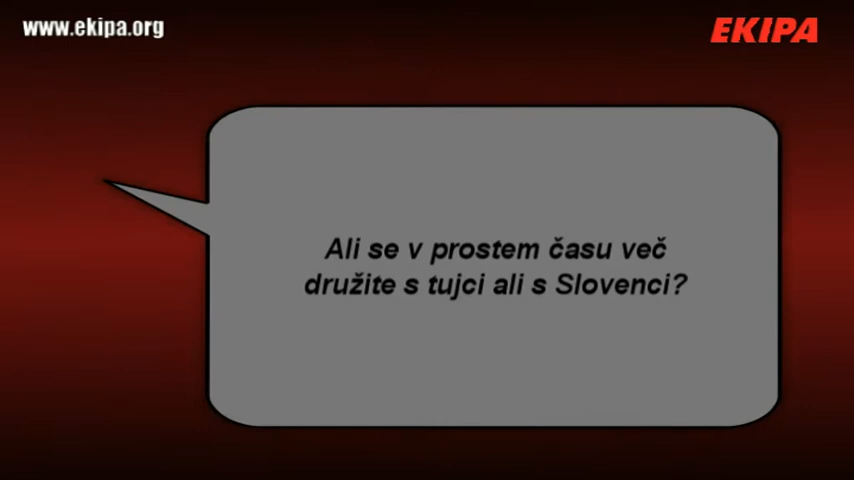 www.ekipa.org
EKIPA
Ali se v prostem času več
družite s tujci ali s Slovenci?